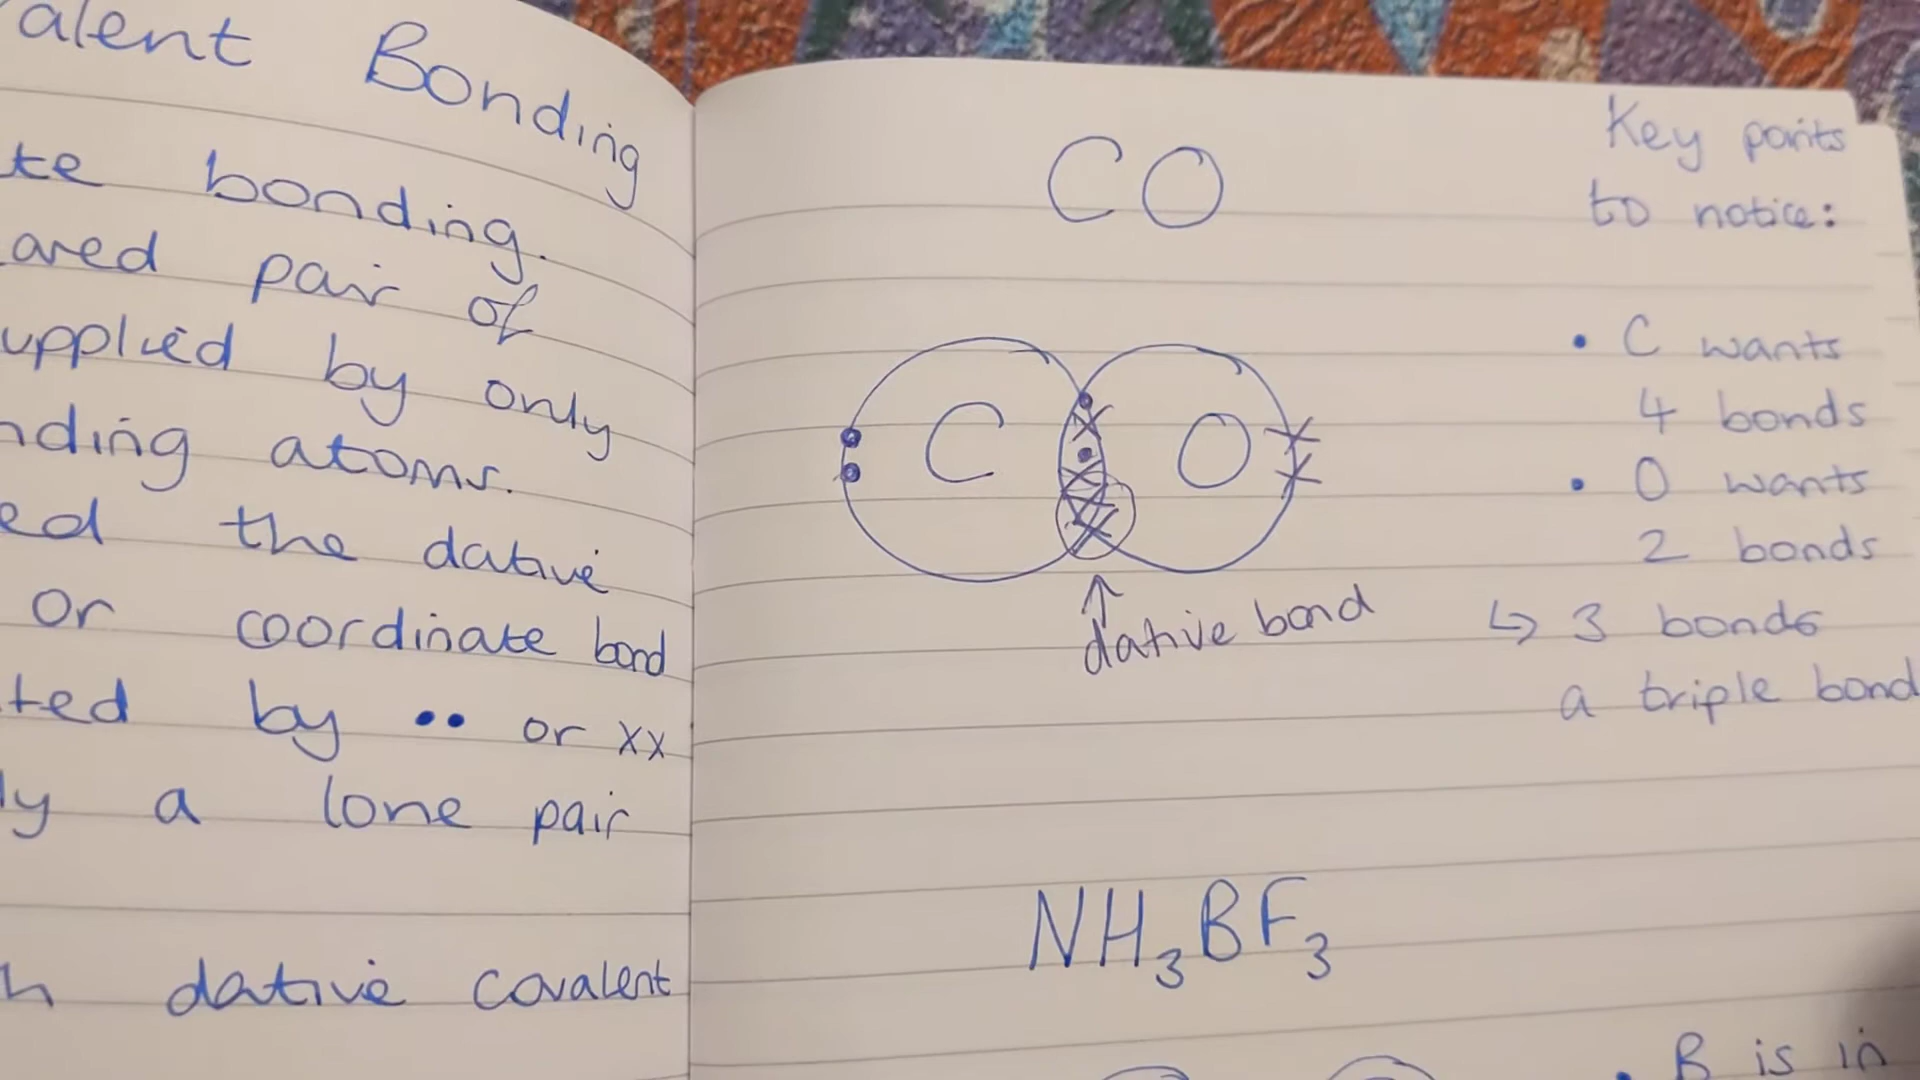 alent Bonding
te bonding.
ared pair of
upplied by only
nding atoms.
ed the dative
or coordinate bond
ted by •• or xx
ly a lone pair
h dative covalent
CO
C O
dative bond
NH₃BF₃
Key points
to notice:
• C wants
4 bonds
• O wants
2 bonds
↳ 3 bonds
a triple bond
• B is in